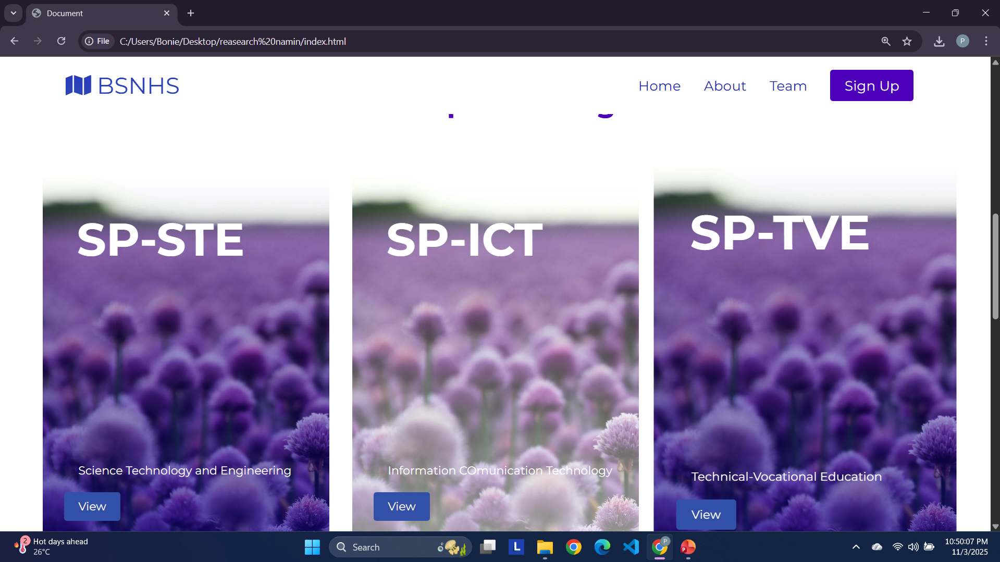 Document
File
C:/Users/Bonie/Desktop/reasearch%20namin/index.html
P
BSNHS
Home
About
Team
Sign Up
SP-STE
SP-ICT
SP-TVE
Science Technology and Engineering
Information COmunication Technology
Technical-Vocational Education
View
View
View
2
Hot days ahead
26°C
Search
L
P
P
10:50:07 PM
11/3/2025